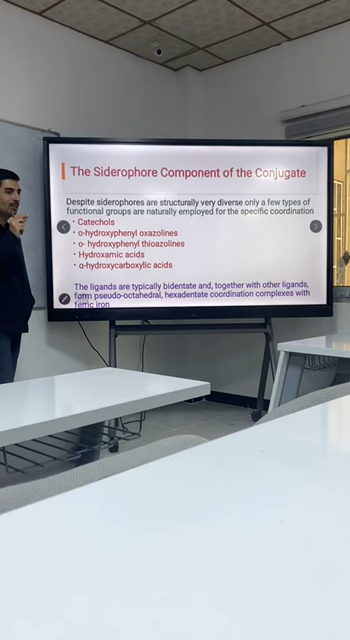 The Siderophore Component of the Conjugate
Despite siderophores are structurally very diverse only a few types of
functional groups are naturally employed for the specific coordination
• Catechols
• o-hydroxyphenyl oxazolines
• o- hydroxyphenyl thioazolines
• Hydroxamic acids
• α-hydroxycarboxylic acids
The ligands are typically bidentate and, together with other ligands,
form pseudo-octahedral, hexadentate coordination complexes with
ferric iron